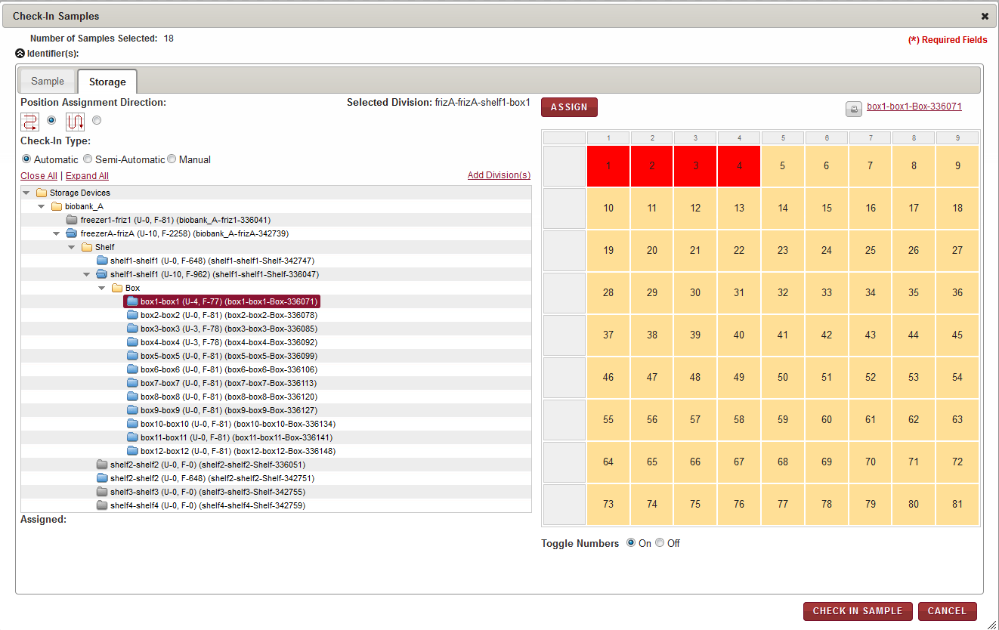 Check-In Samples
Number of Samples Selected: 18
(*) Required Fields
Identifier(s):
Sample Storage
Position Assignment Direction:
Selected Division: frizA-frizA-shelf1-box1
Check-In Type:
Automatic Semi-Automatic Manual
Close All | Expand All
Add Division(s)
Storage Devices
biobank_A
freezer1-friz1 (U-0, F-81) (biobank_A-friz1-336041)
freezerA-frizA (U-10, F-2258) (biobank_A-frizA-342739)
Shelf
shelf1-shelf1 (U-0, F-648) (shelf1-shelf1-Shelf-342747)
shelf1-shelf1 (U-10, F-962) (shelf1-shelf1-Shelf-336047)
Box
box1-box1 (U-4, F-77) (box1-box1-Box-336071)
box2-box2 (U-0, F-81) (box2-box2-Box-336078)
box3-box3 (U-3, F-78) (box3-box3-Box-336085)
box4-box4 (U-3, F-78) (box4-box4-Box-336092)
box5-box5 (U-0, F-81) (box5-box5-Box-336099)
box6-box6 (U-0, F-81) (box6-box6-Box-336106)
box7-box7 (U-0, F-81) (box7-box7-Box-336113)
box8-box8 (U-0, F-81) (box8-box8-Box-336120)
box9-box9 (U-0, F-81) (box9-box9-Box-336127)
box10-box10 (U-0, F-81) (box10-box10-Box-336134)
box11-box11 (U-0, F-81) (box11-box11-Box-336141)
box12-box12 (U-0, F-81) (box12-box12-Box-336148)
shelf2-shelf2 (U-0, F-0) (shelf2-shelf2-Shelf-336051)
shelf2-shelf2 (U-0, F-648) (shelf2-shelf2-Shelf-342751)
shelf3-shelf3 (U-0, F-0) (shelf3-shelf3-Shelf-342755)
shelf4-shelf4 (U-0, F-0) (shelf4-shelf4-Shelf-342759)
Assigned:
ASSIGN
box1-box1-Box-336071
1 2 3 4 5 6 7 8 9
1 2 3 4 5 6 7 8 9
10 11 12 13 14 15 16 17 18
19 20 21 22 23 24 25 26 27
28 29 30 31 32 33 34 35 36
37 38 39 40 41 42 43 44 45
46 47 48 49 50 51 52 53 54
55 56 57 58 59 60 61 62 63
64 65 66 67 68 69 70 71 72
73 74 75 76 77 78 79 80 81
Toggle Numbers On Off
CHECK IN SAMPLE CANCEL